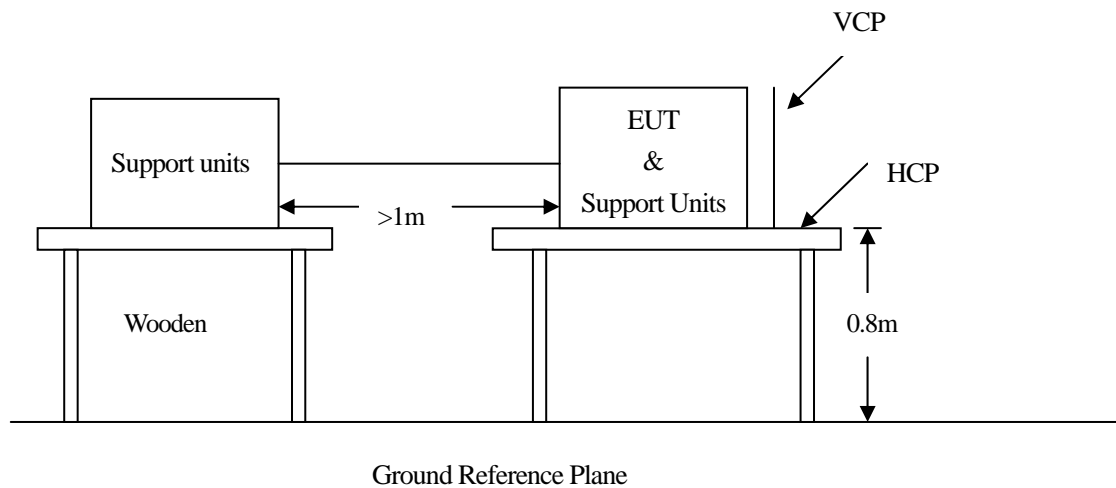 VCP
EUT
&
Support Units
Support units
HCP
>1m
Wooden
0.8m
Ground Reference Plane